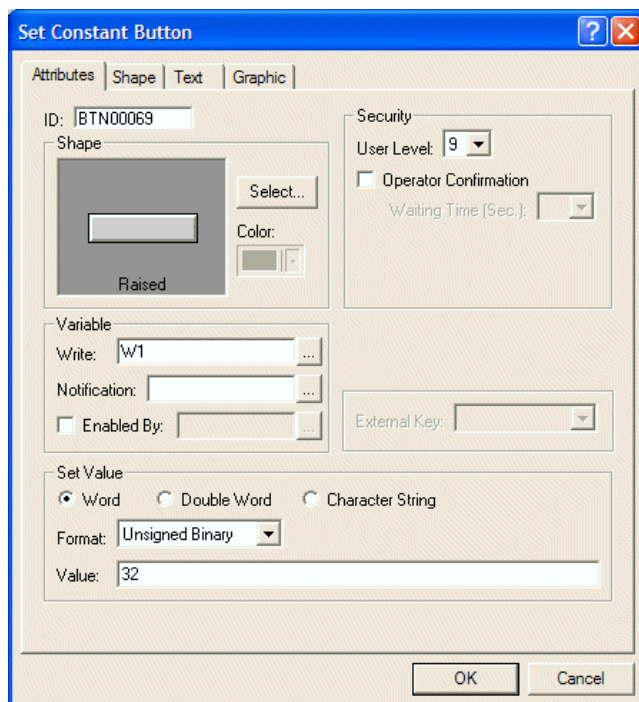 Set Constant Button
Attributes Shape Text Graphic
ID: BTN00069
Shape
Select...
Color:
Raised
Security
User Level: 9
Operator Confirmation
Waiting Time (Sec.):
Variable
Write: W1 ...
Notification: ...
Enabled By: ...
External Key:
Set Value
Word Double Word Character String
Format: Unsigned Binary
Value: 32
OK Cancel